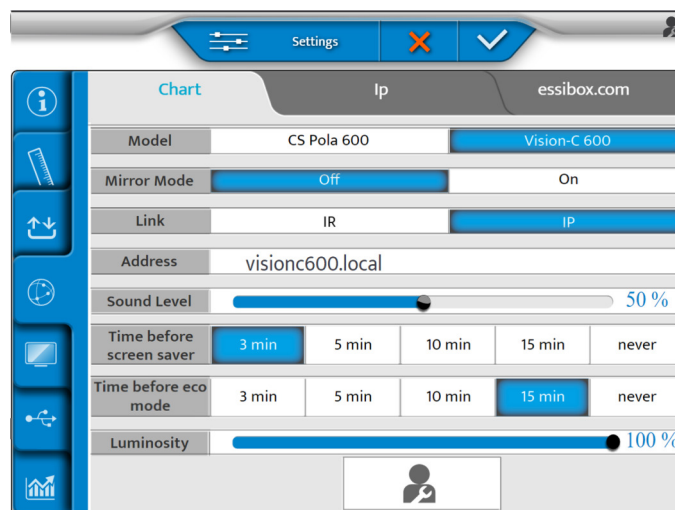 Settings
Chart Ip essibox.com
Model CS Pola 600 Vision-C 600
Mirror Mode Off On
Link IR IP
Address visionc600.local
Sound Level 50 %
Time before screen saver 3 min 5 min 10 min 15 min never
Time before eco mode 3 min 5 min 10 min 15 min never
Luminosity 100 %